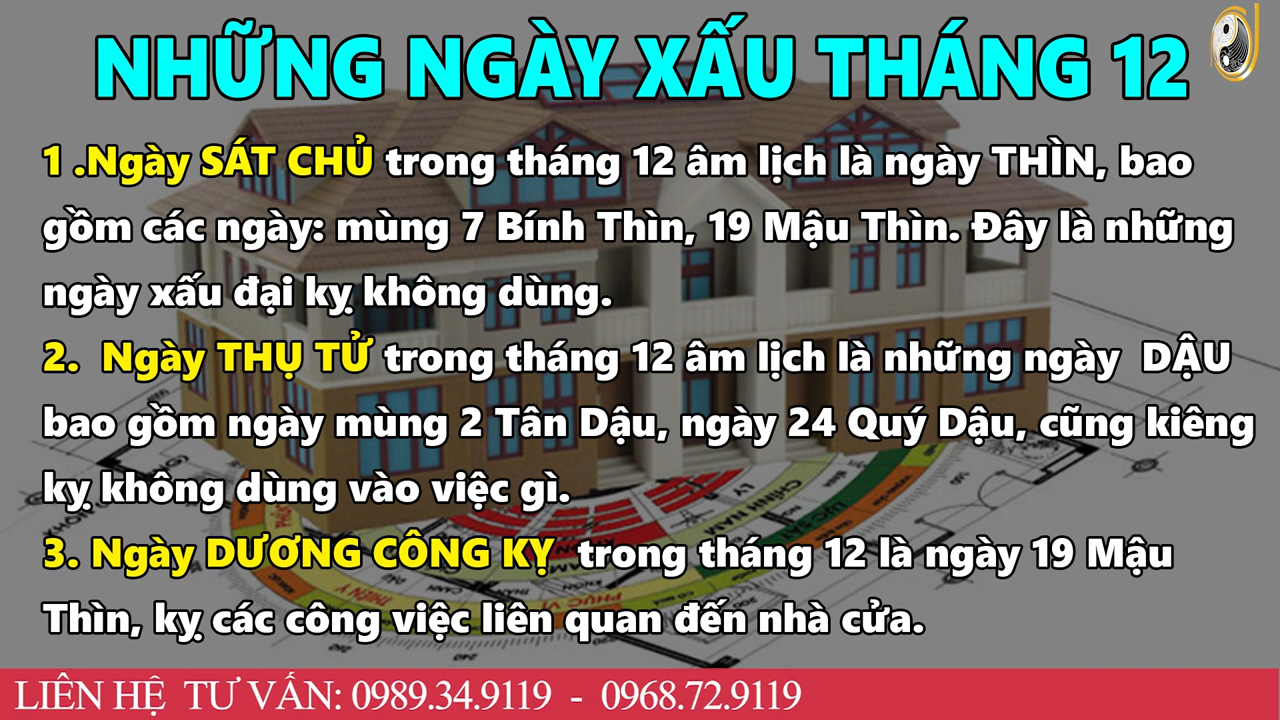 NHỮNG NGÀY XẤU THÁNG 12
1 .Ngày SÁT CHỦ trong tháng 12 âm lịch là ngày THÌN, bao
gồm các ngày: mùng 7 Bính Thìn, 19 Mậu Thìn. Đây là những
ngày xấu đại kỵ không dùng.
2. Ngày THỤ TỬ trong tháng 12 âm lịch là những ngày DẬU
bao gồm ngày mùng 2 Tân Dậu, ngày 24 Quý Dậu, cũng kiêng
kỵ không dùng vào việc gì.
3. Ngày DƯƠNG CÔNG KỴ trong tháng 12 là ngày 19 Mậu
Thìn, kỵ các công việc liên quan đến nhà cửa.
CHÍNH NAM
PHỤC VỊ
THIÊN Y
LIÊN HỆ TƯ VẤN: 0989.34.9119 - 0968.72.9119